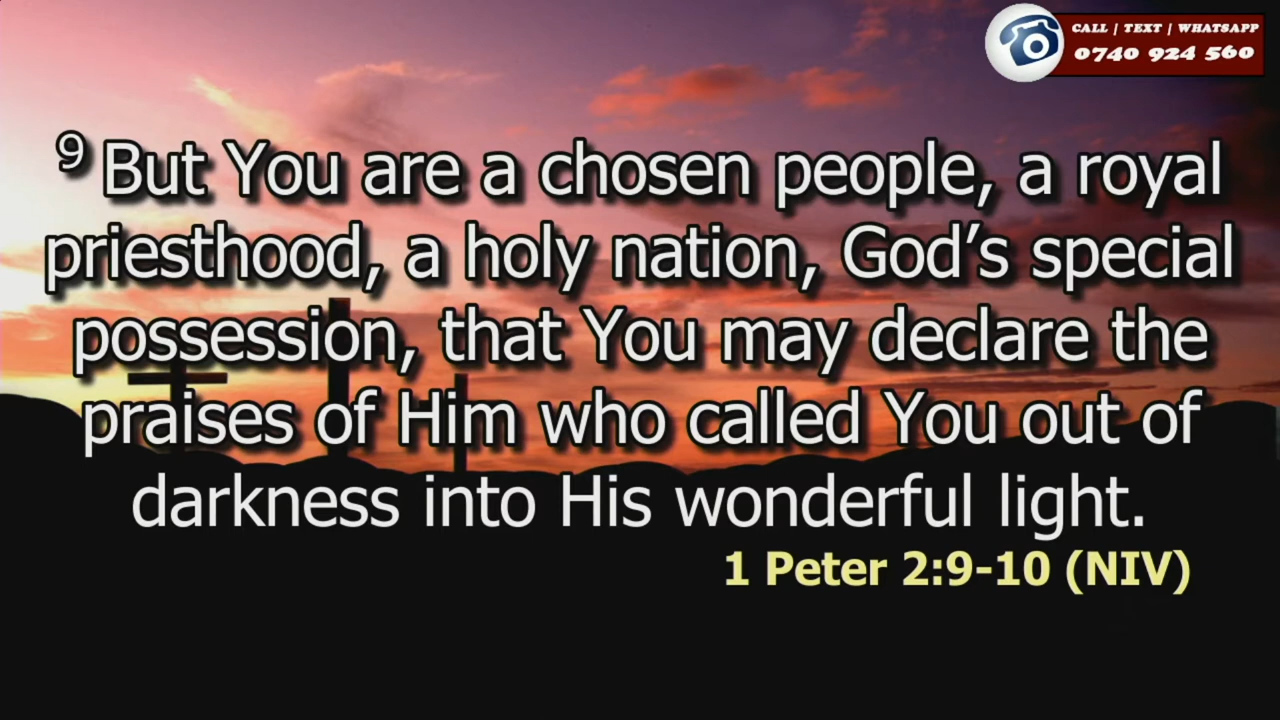 CALL | TEXT | WHATSAPP
0740 924 560
9 But You are a chosen people, a royal
priesthood, a holy nation, God’s special
possession, that You may declare the
praises of Him who called You out of
darkness into His wonderful light.
1 Peter 2:9-10 (NIV)